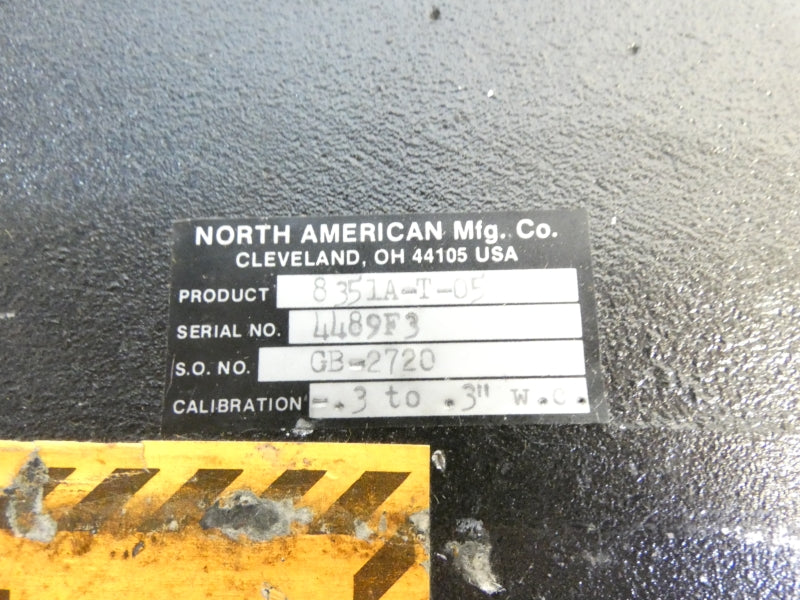 NORTH AMERICAN Mfg. Co.
CLEVELAND, OH 44105 USA
PRODUCT 8351A-T-05
SERIAL NO. 4489F3
S.O. NO. GB-2720
CALIBRATION -.3 to .3" w.c.